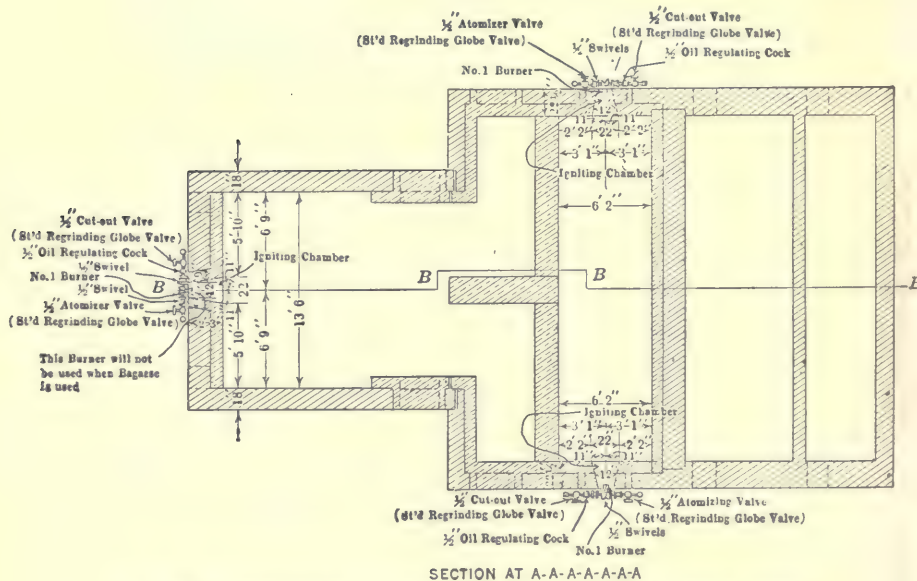 ½" Atomizer Valve
(St'd Regrinding Globe Valve)
½" Swivels
½" Cut-out Valve
(St'd Regrinding Globe Valve)
½" Oil Regulating Cock
No.1 Burner
12
11" 11"
2'2" 22" 2'2"
3'1" 3'-1"
Igniting Chamber
6'2"
18"
5'-10"
6'9"
½" Cut-out Valve
(St'd Regrinding Globe Valve)
½" Oil Regulating Cock
½" Swivel
No.1 Burner
½" Swivel
½" Atomizer Valve
(St'd Regrinding Globe Valve)
This Burner will not
be used when Bagasse
is used
Igniting Chamber
B B B B
11"
12
22
11"
2'-3"
13'6"
5'10"
6'9"
18"
6'2"
Igniting Chamber
3'1" 3'-1"
2'2" 22" 2'2"
11" 11"
12
½" Cut-out Valve
(St'd Regrinding Globe Valve)
½" Oil Regulating Cock
½" Atomizing Valve
(St'd Regrinding Globe Valve)
½" Swivels
No.1 Burner
SECTION AT A-A-A-A-A-A-A